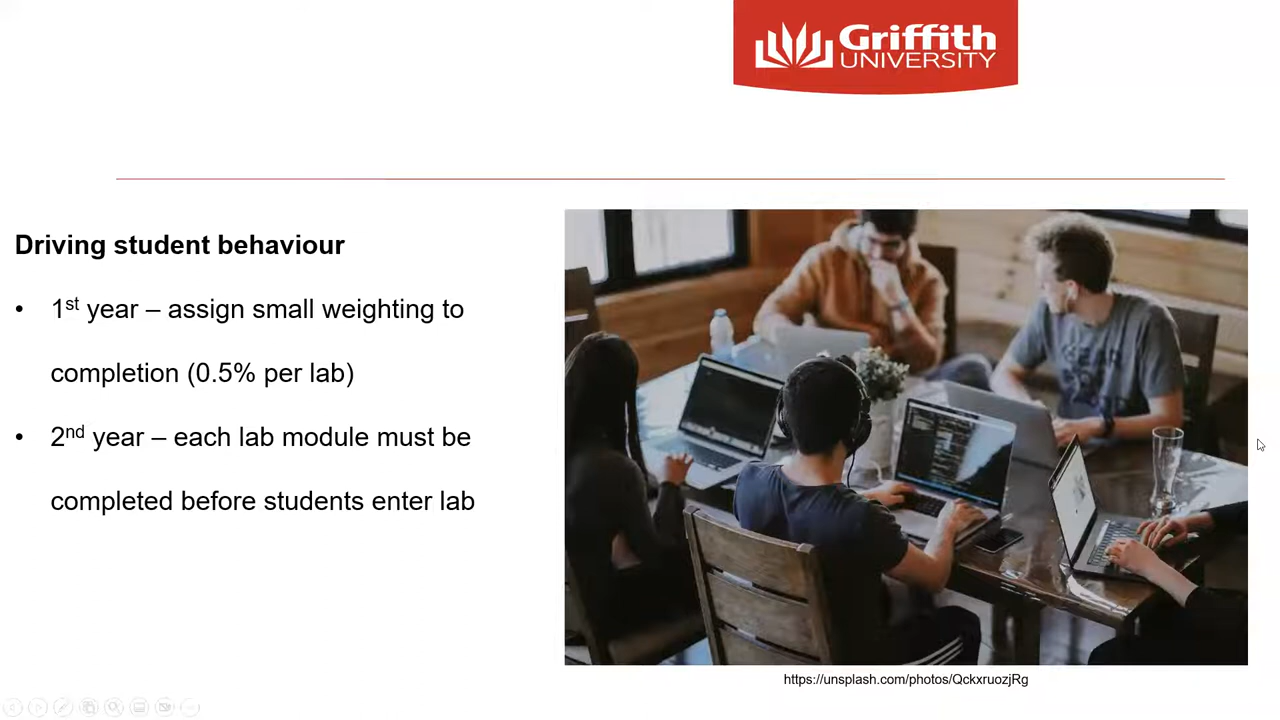 Griffith
UNIVERSITY
Driving student behaviour
• 1st year – assign small weighting to
completion (0.5% per lab)
• 2nd year – each lab module must be
completed before students enter lab
https://unsplash.com/photos/QckxruozjRg